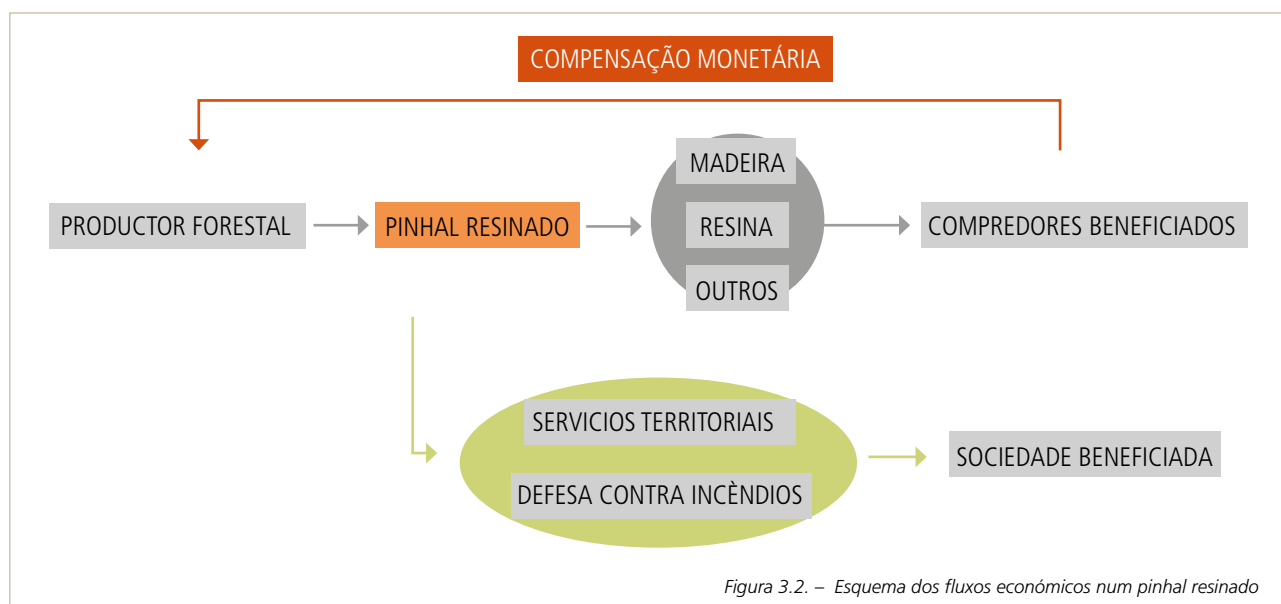 COMPENSAÇÃO MONETÁRIA
PRODUCTOR FORESTAL
PINHAL RESINADO
MADEIRA
RESINA
OUTROS
COMPREDORES BENEFICIADOS
SERVICIOS TERRITORIAIS
DEFESA CONTRA INCÈNDIOS
SOCIEDADE BENEFICIADA
Figura 3.2. – Esquema dos fluxos económicos num pinhal resinado